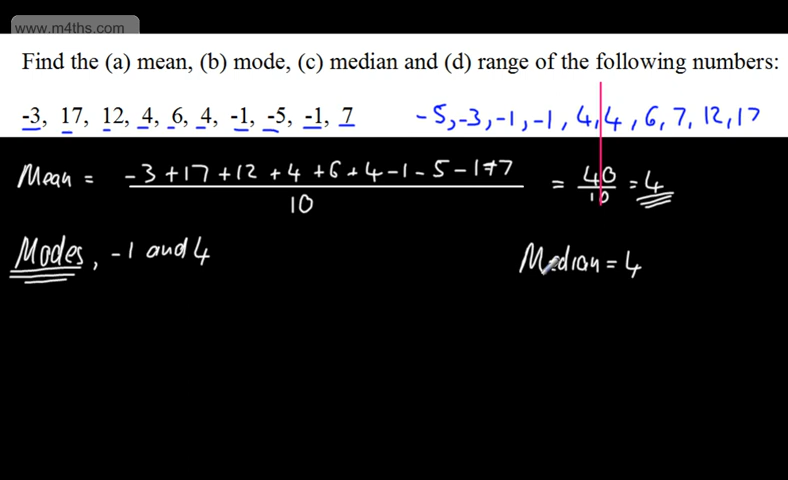 www.m4ths.com
Find the (a) mean, (b) mode, (c) median and (d) range of the following numbers:
-3, 17, 12, 4, 6, 4, -1, -5, -1, 7 -5, -3, -1, -1, 4, 4, 6, 7, 12, 17
Mean = -3+17+12+4+6+4-1-5-1+7 / 10 = 40/10 = 4
Modes, -1 and 4 Median = 4